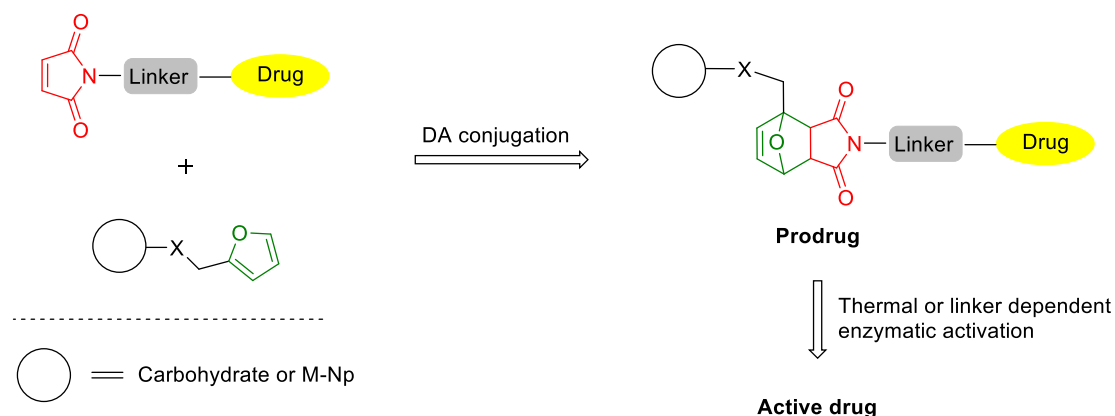 O
N
O
Linker
Drug
+
X
O
Carbohydrate or M-Np
DA conjugation
X
O
O
N
O
Linker
Drug
Prodrug
Thermal or linker dependent
enzymatic activation
Active drug